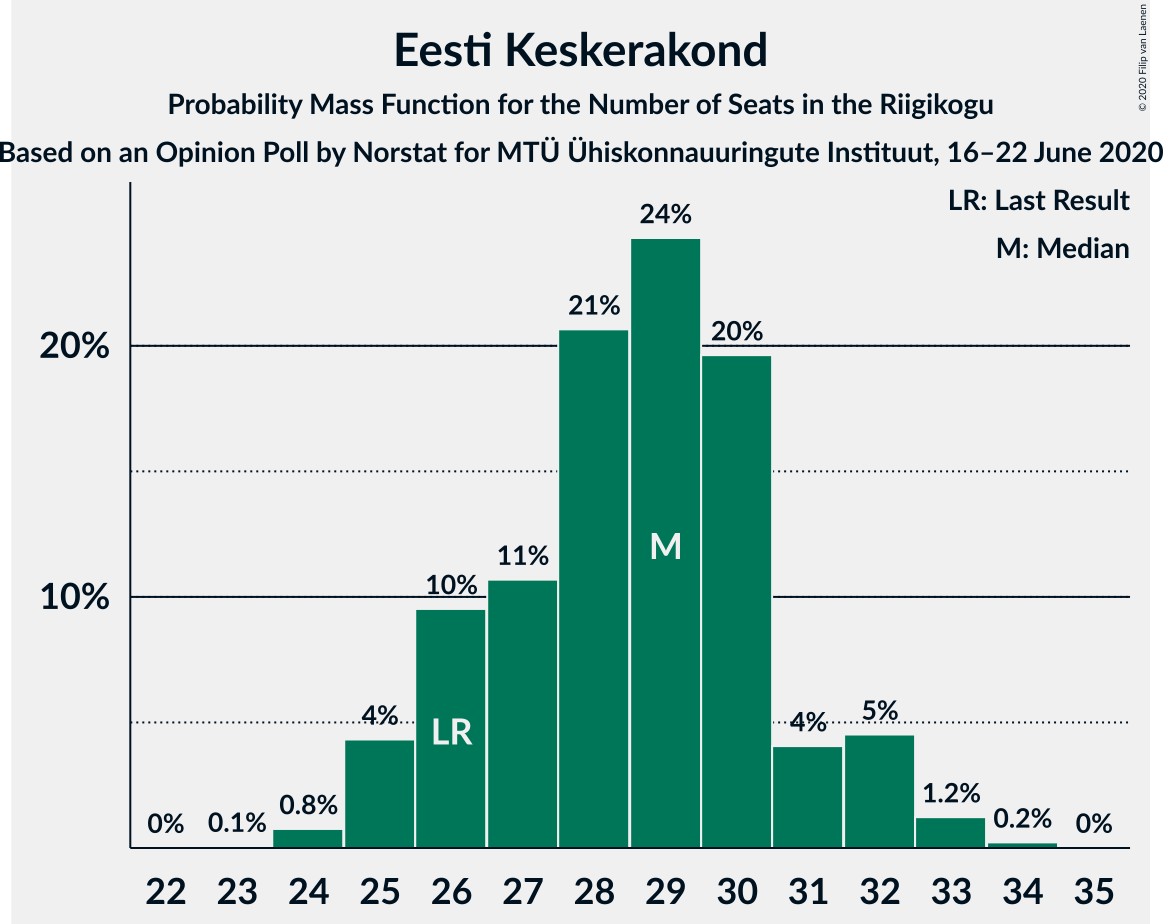 Eesti Keskerakond
Probability Mass Function for the Number of Seats in the Riigikogu
Based on an Opinion Poll by Norstat for MTÜ Ühiskonnauuringute Instituut, 16–22 June 2020
© 2020 Filip van Laenen
LR: Last Result
M: Median
20%
10%
0% 0.1% 0.8% 4% 10% 11% 21% 24% 20% 4% 5% 1.2% 0.2% 0%
LR M
22 23 24 25 26 27 28 29 30 31 32 33 34 35